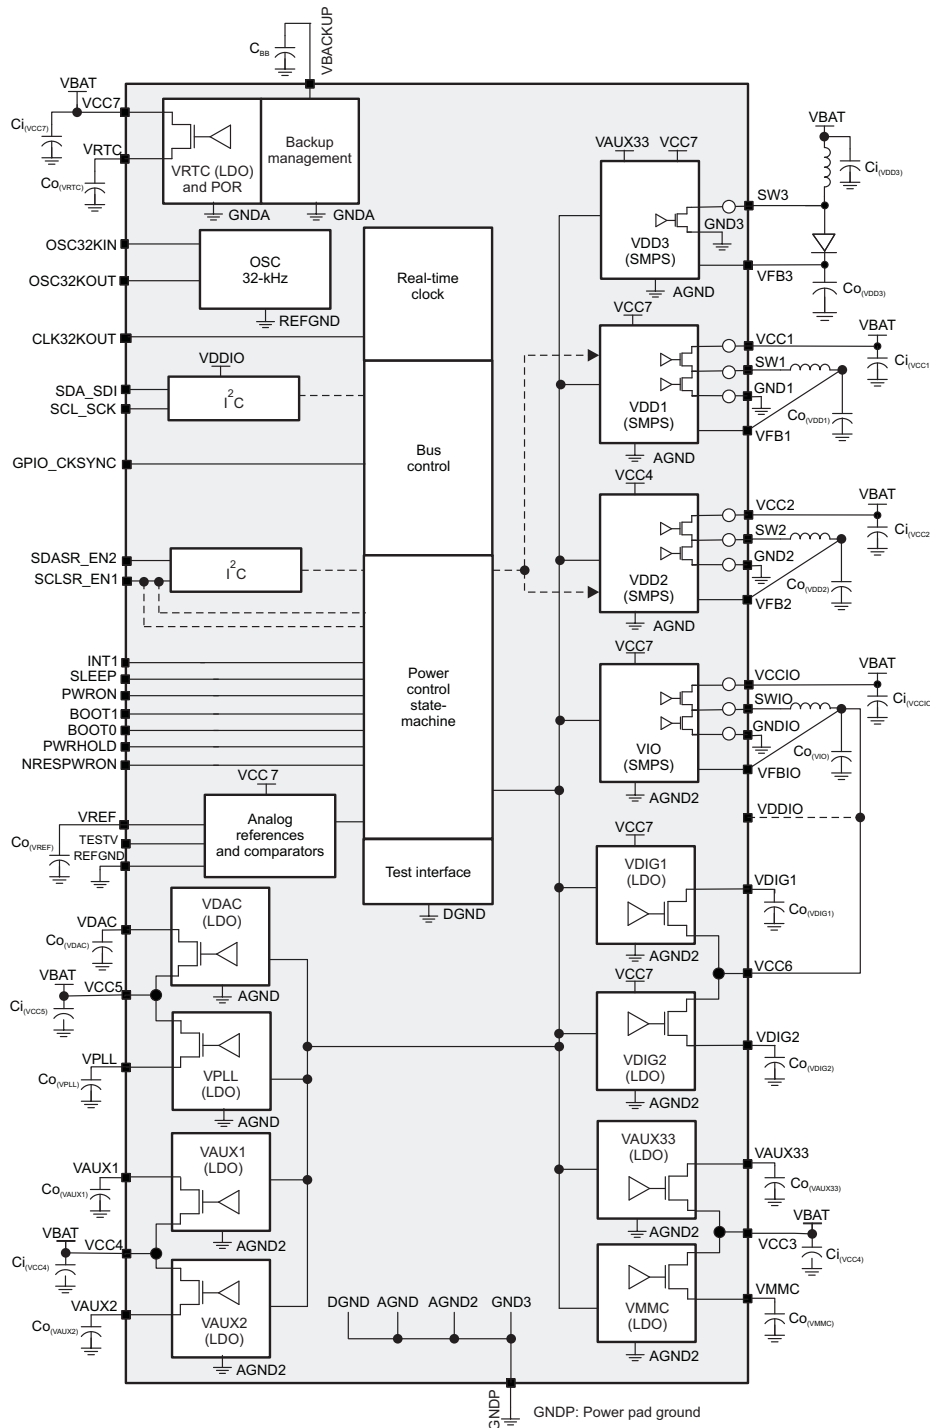 C BB
VBACKUP
VBAT
VCC7
Ci(VCC7)
VRTC
Co(VRTC)
VRTC (LDO)
and POR
Backup
management
GNDA
GNDA
OSC32KIN
OSC32KOUT
OSC
32-kHz
REFGND
CLK32KOUT
Real-time
clock
VDDIO
SDA_SDI
SCL_SCK
I2C
Bus
control
GPIO_CKSYNC
SDASR_EN2
SCLSR_EN1
I2C
INT1
SLEEP
PWRON
BOOT1
BOOT0
PWRHOLD
NRESPWRON
Power
control
state-
machine
VCC7
VREF
Co(VREF)
TESTV
REFGND
Analog
references
and comparators
Test interface
DGND
VDAC
Co(VDAC)
VDAC
(LDO)
AGND
VBAT
VCC5
Ci(VCC5)
VPLL
Co(VPLL)
VPLL
(LDO)
AGND
VAUX1
Co(VAUX1)
VAUX1
(LDO)
AGND2
VBAT
VCC4
Ci(VCC4)
VAUX2
Co(VAUX2)
VAUX2
(LDO)
AGND2
VAUX33
VCC7
VBAT
Ci(VDD3)
SW3
GND3
VDD3
(SMPS)
VFB3
AGND
Co(VDD3)
VCC7
VCC1
VBAT
Ci(VCC1
SW1
GND1
VDD1
(SMPS)
Co(VDD1)
VFB1
AGND
VCC4
VCC2
VBAT
Ci(VCC2
SW2
GND2
VDD2
(SMPS)
Co(VDD2)
VFB2
AGND
VCC7
VCCIO
VBAT
Ci(VCCIO
SWIO
GNDIO
VIO
(SMPS)
Co(VIO)
VFBIO
AGND2
VDDIO
VCC7
VDIG1
(LDO)
VDIG1
Co(VDIG1)
AGND2
VCC6
VCC7
VDIG2
(LDO)
VDIG2
Co(VDIG2)
AGND2
VAUX33
(LDO)
VAUX33
Co(VAUX33)
AGND2
VBAT
VCC3
Ci(VCC4)
VMMC
(LDO)
VMMC
Co(VMMC)
AGND2
DGND
AGND
AGND2
GND3
GNDP
GNDP: Power pad ground